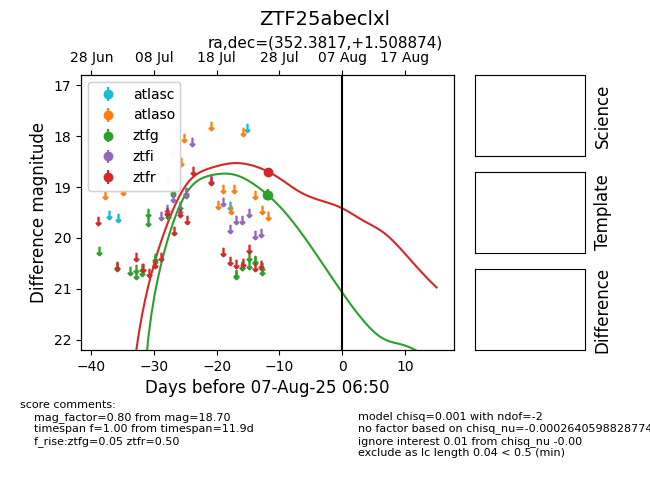 ZTF25abeclxl
ra,dec=(352.3817,+1.508874)
28 Jun 08 Jul 18 Jul 28 Jul 07 Aug 17 Aug
atlasc
atlaso
ztfg
ztfi
ztfr
17
18
19
20
21
22
Difference magnitude
−40 −30 −20 −10 0 10
Days before 07-Aug-25 06:50
Science
Template
Difference
score comments:
mag_factor=0.80 from mag=18.70
timespan f=1.00 from timespan=11.9d
f_rise:ztfg=0.05 ztfr=0.50
model chisq=0.001 with ndof=-2
no factor based on chisq_nu=-0.0002640598828774
ignore interest 0.01 from chisq_nu -0.00
exclude as lc length 0.04 < 0.5 (min)